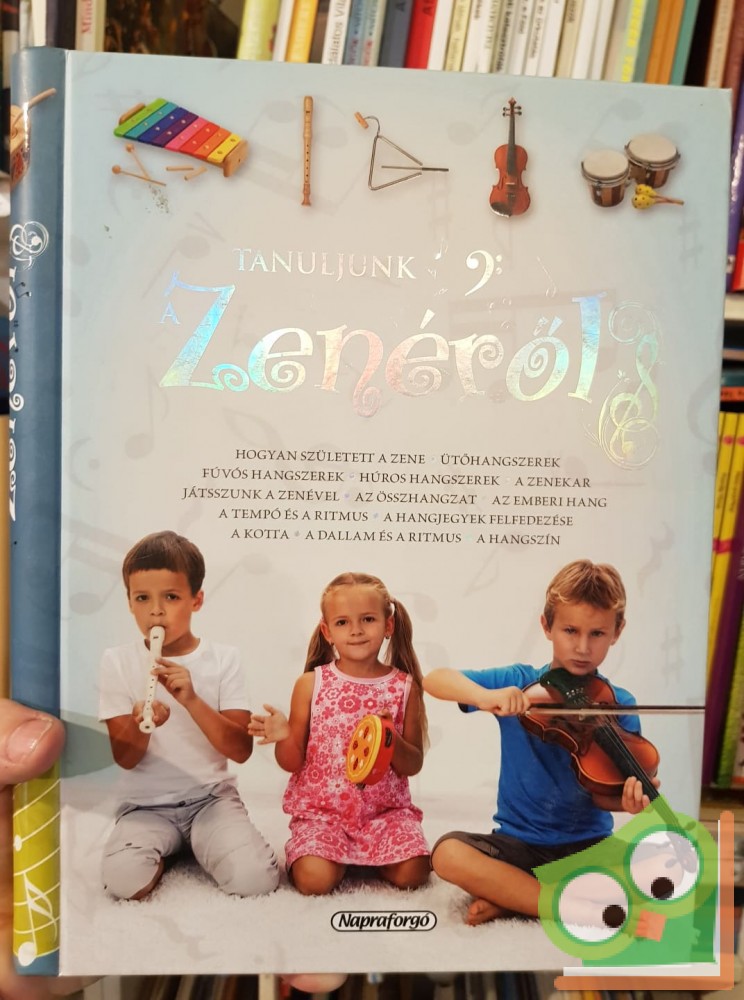 TANULJUNK
A Zenéről
HOGYAN SZÜLETETT A ZENE · ÜTŐHANGSZEREK
FÚVÓS HANGSZEREK · HÚROS HANGSZEREK · A ZENEKAR
JÁTSSZUNK A ZENÉVEL · AZ ÖSSZHANGZAT · AZ EMBERI HANG
A TEMPÓ ÉS A RITMUS · A HANGJEGYEK FELFEDEZÉSE
A KOTTA · A DALLAM ÉS A RITMUS · A HANGSZÍN
Napraforgó